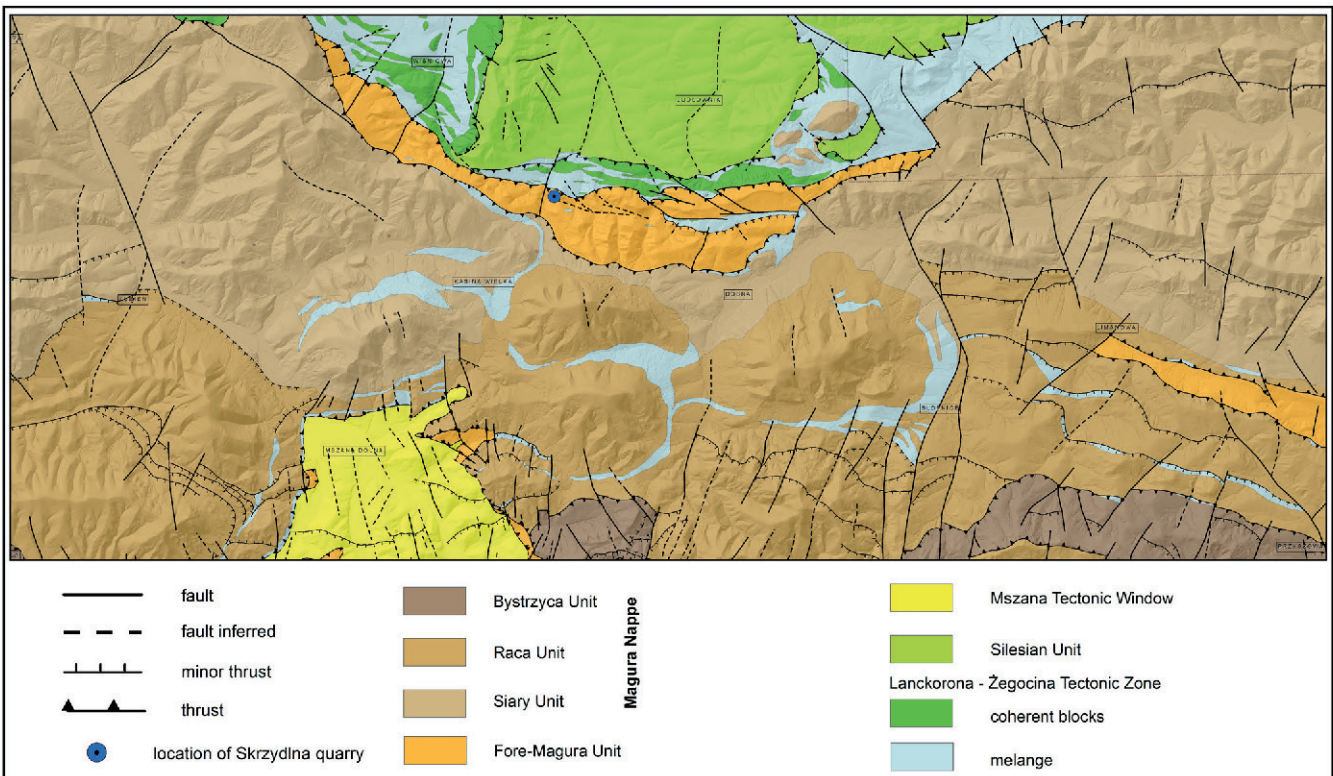 WIŚNIOWA
KASINA WIELKA
DOBRA
LIMANOWA
SŁOPNICE
MSZANA DOLNA
fault
fault inferred
minor thrust
thrust
location of Skrzydlna quarry
Bystrzyca Unit
Raca Unit
Siary Unit
Fore-Magura Unit
Magura Nappe
Mszana Tectonic Window
Silesian Unit
Lanckorona - Żegocina Tectonic Zone
coherent blocks
melange